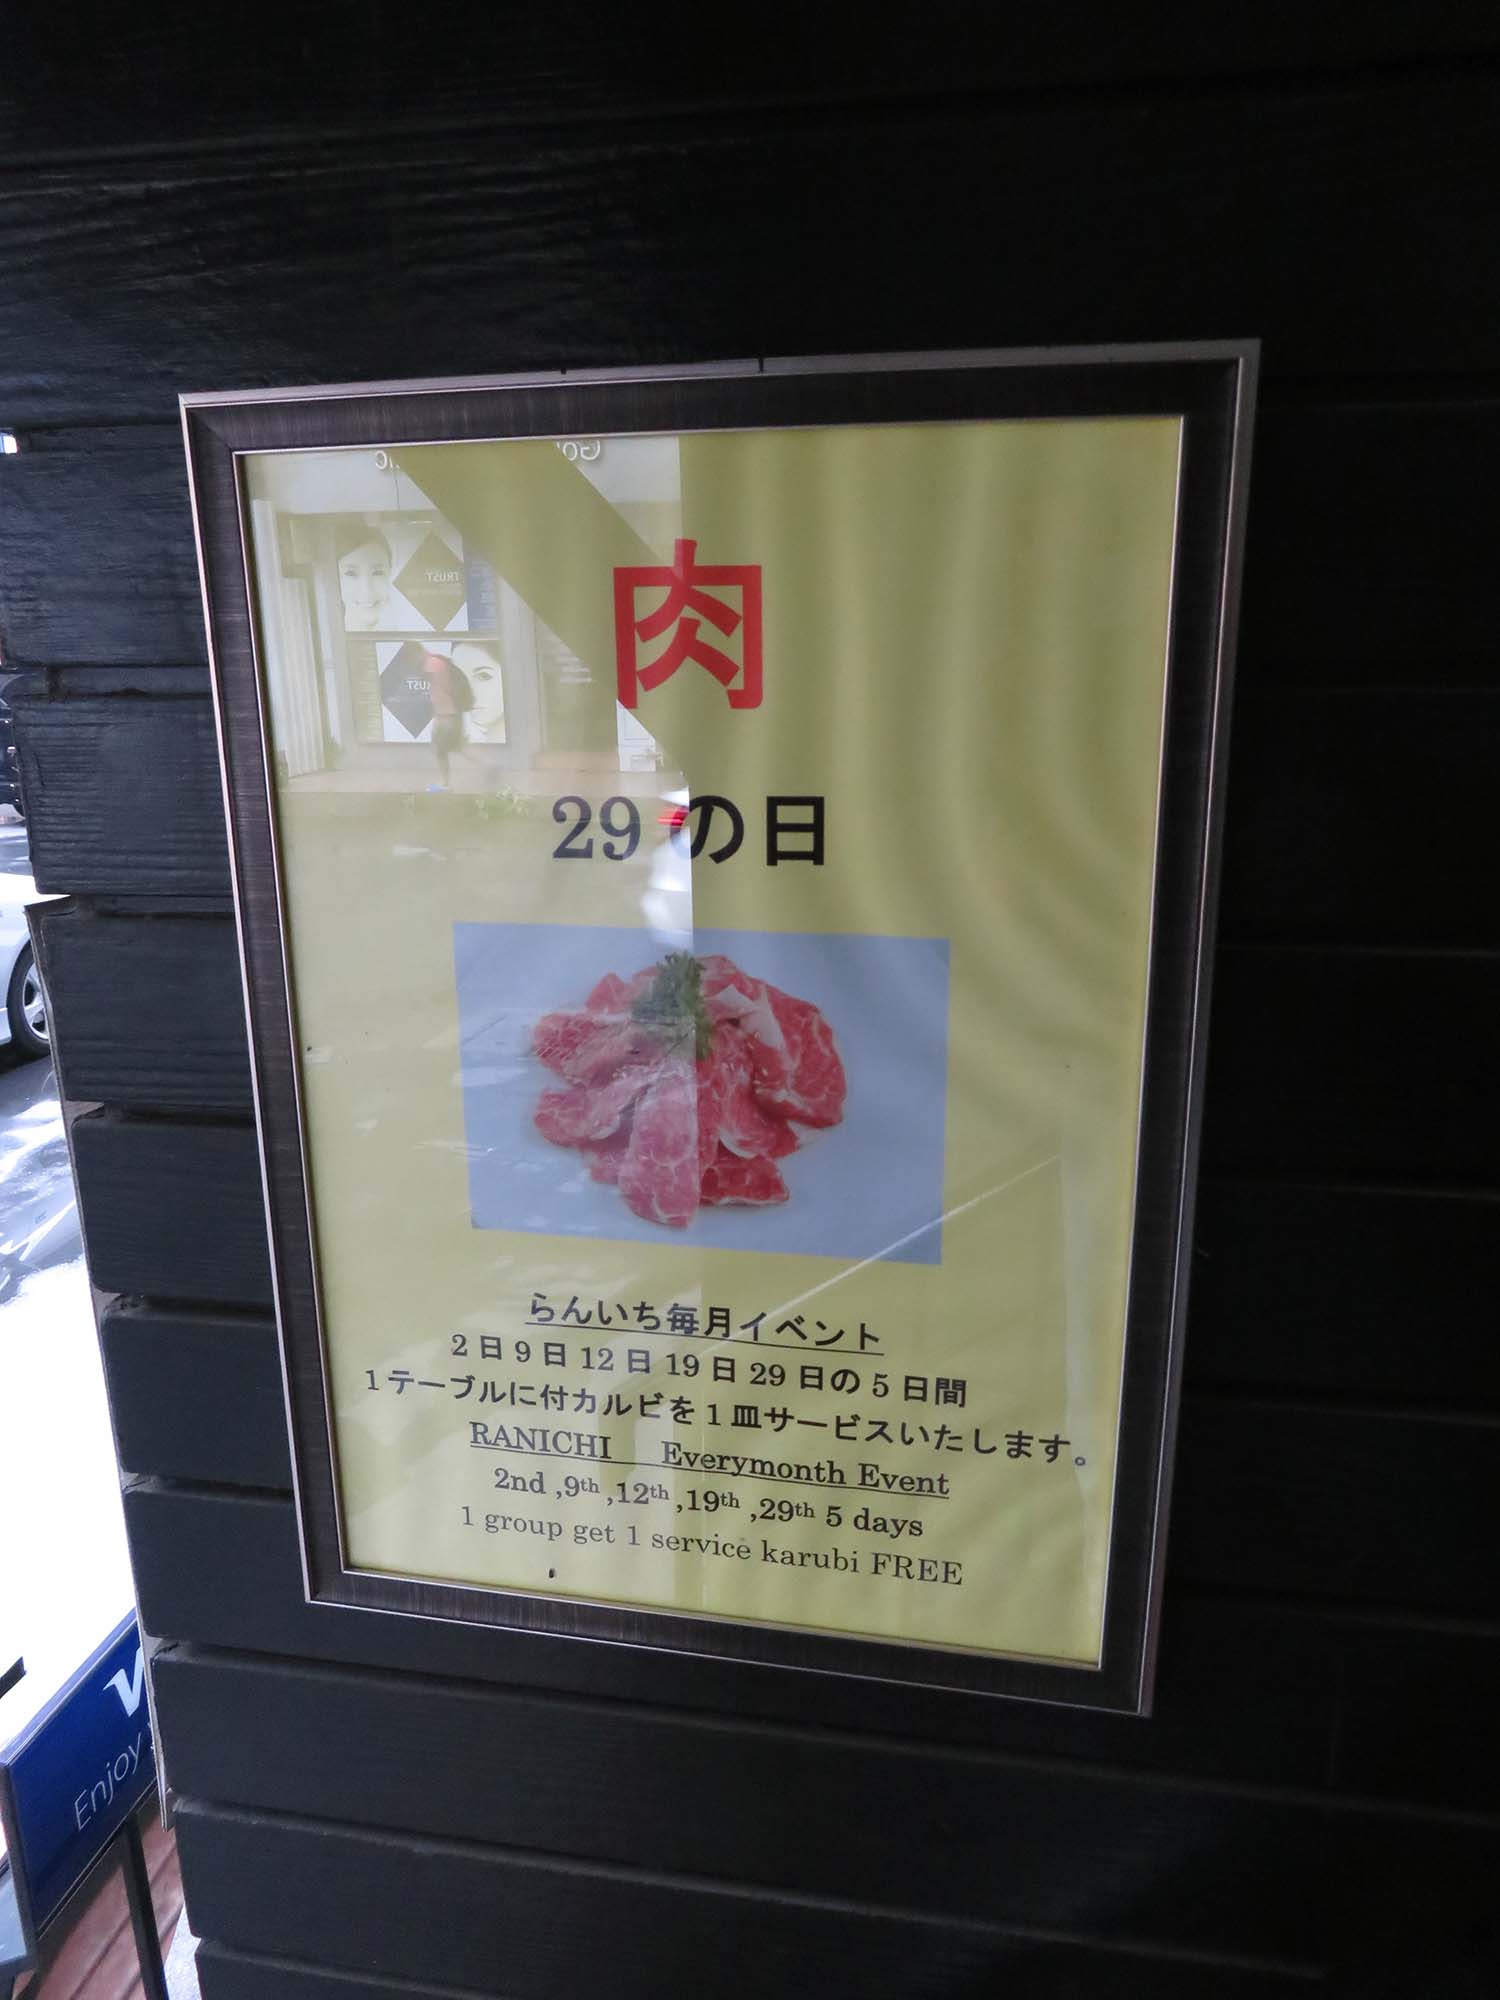 肉
29の日
らんいち毎月イベント
2日9日12日19日29日の5日間
1テーブルに付カルビを1皿サービスいたします。
RANICHI Everymonth Event
2nd ,9th ,12th ,19th ,29th 5 days
1 group get 1 service karubi FREE
TRUST
Enjoy